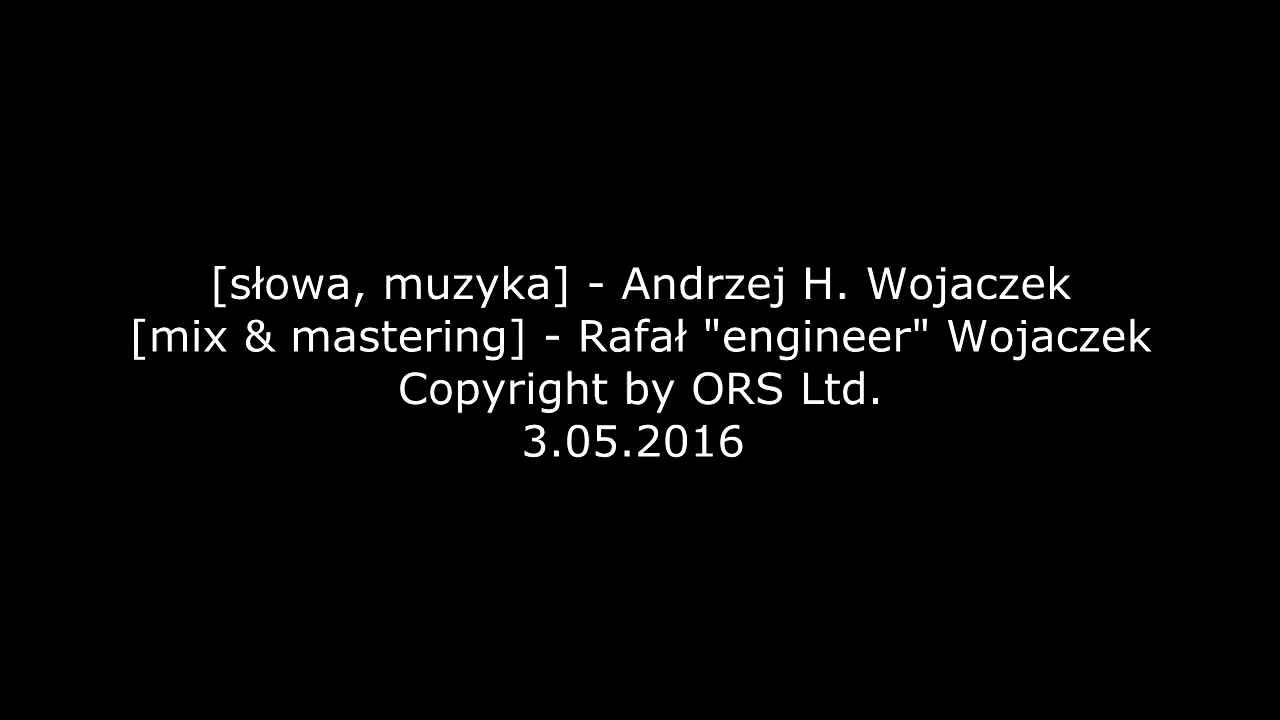 [słowa, muzyka] - Andrzej H. Wojaczek
[mix & mastering] - Rafał "engineer" Wojaczek
Copyright by ORS Ltd.
3.05.2016